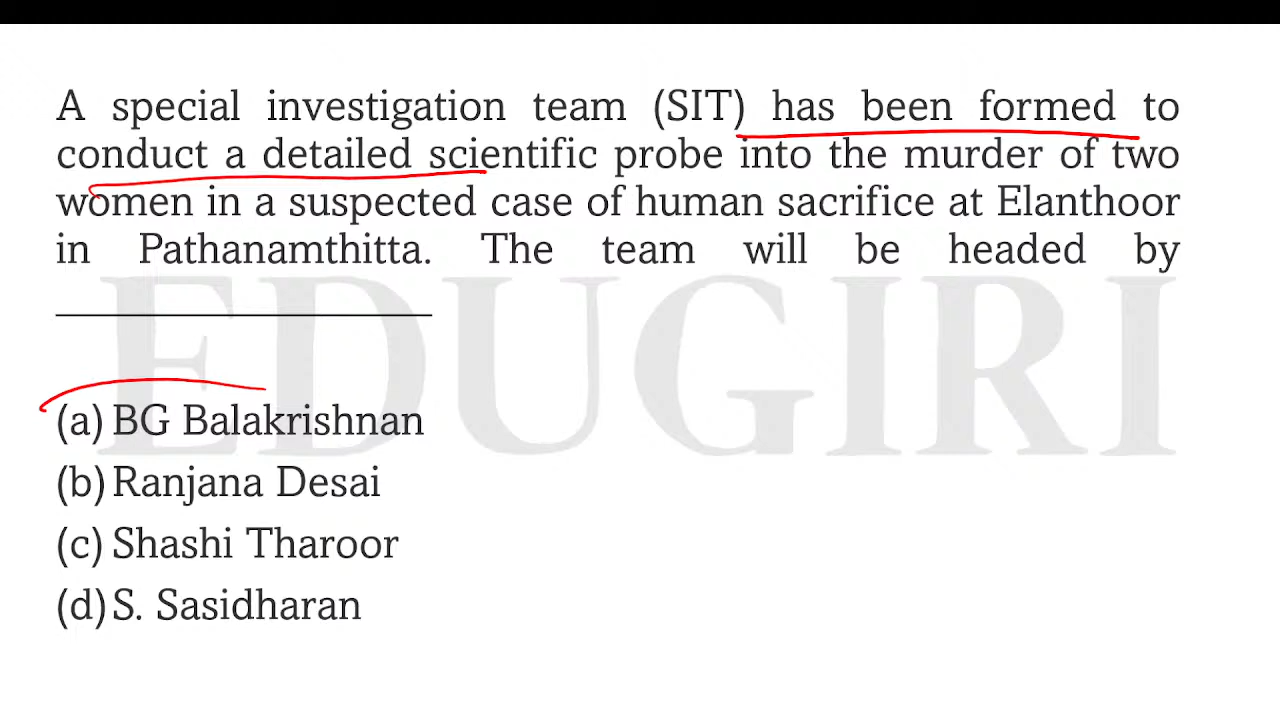 A special investigation team (SIT) has been formed to
conduct a detailed scientific probe into the murder of two
women in a suspected case of human sacrifice at Elanthoor
in Pathanamthitta. The team will be headed by
EDUGIRI
(a) BG Balakrishnan
(b) Ranjana Desai
(c) Shashi Tharoor
(d) S. Sasidharan